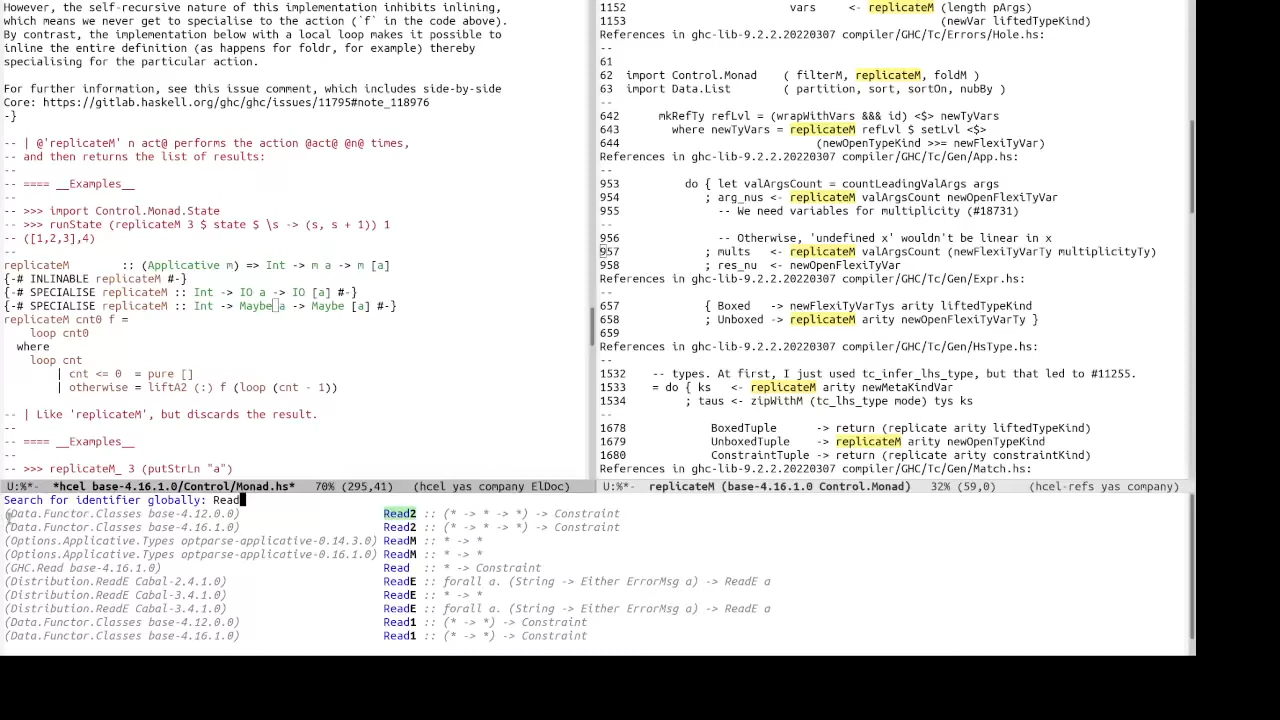 However, the self-recursive nature of this implementation inhibits inlining,
which means we never get to specialise to the action (`f` in the code above).
By contrast, the implementation below with a local loop makes it possible to
inline the entire definition (as happens for foldr, for example) thereby
specialising for the particular action.
For further information, see this issue comment, which includes side-by-side
Core: https://gitlab.haskell.org/ghc/ghc/issues/11795#note_118976
-}
-- | @'replicateM' n act@ performs the action @act@ @n@ times,
-- and then returns the list of results:
--
-- ==== __Examples__
--
-- >>> import Control.Monad.State
-- >>> runState (replicateM 3 $ state $ \s -> (s, s + 1)) 1
-- ([1,2,3],4)
--
replicateM        :: (Applicative m) => Int -> m a -> m [a]
{-# INLINABLE replicateM #-}
{-# SPECIALISE replicateM :: Int -> IO a -> IO [a] #-}
{-# SPECIALISE replicateM :: Int -> Maybe a -> Maybe [a] #-}
replicateM cnt0 f =
    loop cnt0
  where
    loop cnt
        | cnt <= 0  = pure []
        | otherwise = liftA2 (:) f (loop (cnt - 1))
-- | Like 'replicateM', but discards the result.
--
-- ==== __Examples__
--
-- >>> replicateM_ 3 (putStrLn "a")
U:%*-  *hcel base-4.16.1.0/Control/Monad.hs*   70% (295,41)   (hcel yas company ElDoc)
1152                vars    <- replicateM (length pArgs)
1153                                      (newVar liftedTypeKind)
References in ghc-lib-9.2.2.20220307 compiler/GHC/Tc/Errors/Hole.hs:
--
61
62  import Control.Monad    ( filterM, replicateM, foldM )
63  import Data.List        ( partition, sort, sortOn, nubBy )
--
642      mkRefTy refLvl = (wrapWithVars &&& id) <$> newTyVars
643        where newTyVars = replicateM refLvl $ setLvl <$>
644                            (newOpenTypeKind >>= newFlexiTyVar)
References in ghc-lib-9.2.2.20220307 compiler/GHC/Tc/Gen/App.hs:
--
953          do { let valArgsCount = countLeadingValArgs args
954             ; arg_nus <- replicateM valArgsCount newOpenFlexiTyVar
955               -- We need variables for multiplicity (#18731)
--
956               -- Otherwise, 'undefined x' wouldn't be linear in x
957             ; mults   <- replicateM valArgsCount (newFlexiTyVarTy multiplicityTy)
958             ; res_nu  <- newOpenFlexiTyVar
References in ghc-lib-9.2.2.20220307 compiler/GHC/Tc/Gen/Expr.hs:
--
657             { Boxed   -> newFlexiTyVarTys arity liftedTypeKind
658             ; Unboxed -> replicateM arity newOpenFlexiTyVarTy }
659
References in ghc-lib-9.2.2.20220307 compiler/GHC/Tc/Gen/HsType.hs:
--
1532    -- types. At first, I just used tc_infer_lhs_type, but that led to #11255.
1533    = do { ks   <- replicateM arity newMetaKindVar
1534         ; taus <- zipWithM (tc_lhs_type mode) tys ks
--
1678              BoxedTuple      -> return (replicate arity liftedTypeKind)
1679              UnboxedTuple    -> replicateM arity newOpenTypeKind
1680              ConstraintTuple -> return (replicate arity constraintKind)
References in ghc-lib-9.2.2.20220307 compiler/GHC/Tc/Gen/Match.hs:
U:%*-  replicateM (base-4.16.1.0 Control.Monad)   32% (59,0)      (hcel-refs yas company)
Search for identifier globally: Read
(Data.Functor.Classes base-4.12.0.0)   Read2 :: (* -> * -> *) -> Constraint
(Data.Functor.Classes base-4.16.1.0)   Read2 :: (* -> * -> *) -> Constraint
(Options.Applicative.Types optparse-applicative-0.14.3.0) ReadM :: * -> *
(Options.Applicative.Types optparse-applicative-0.16.1.0) ReadM :: * -> *
(GHC.Read base-4.16.1.0)   Read  :: * -> Constraint
(Distribution.ReadE Cabal-2.4.1.0)   ReadE :: forall a. (String -> Either ErrorMsg a) -> ReadE a
(Distribution.ReadE Cabal-3.4.1.0)   ReadE :: * -> *
(Distribution.ReadE Cabal-3.4.1.0)   ReadE :: forall a. (String -> Either ErrorMsg a) -> ReadE a
(Data.Functor.Classes base-4.12.0.0)   Read1 :: (* -> *) -> Constraint
(Data.Functor.Classes base-4.16.1.0)   Read1 :: (* -> *) -> Constraint